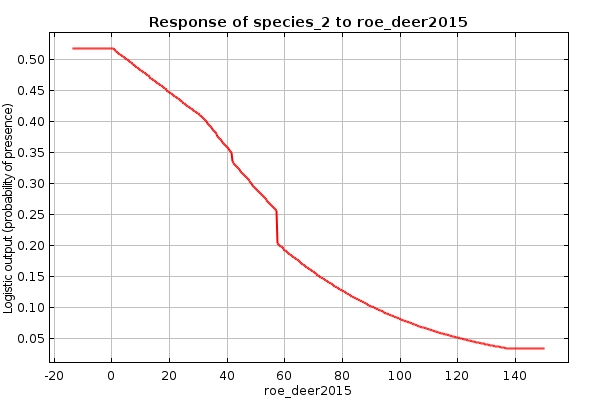 Response of species_2 to roe_deer2015
Logistic output (probability of presence)
0.50
0.45
0.40
0.35
0.30
0.25
0.20
0.15
0.10
0.05
-20 0 20 40 60 80 100 120 140
roe_deer2015